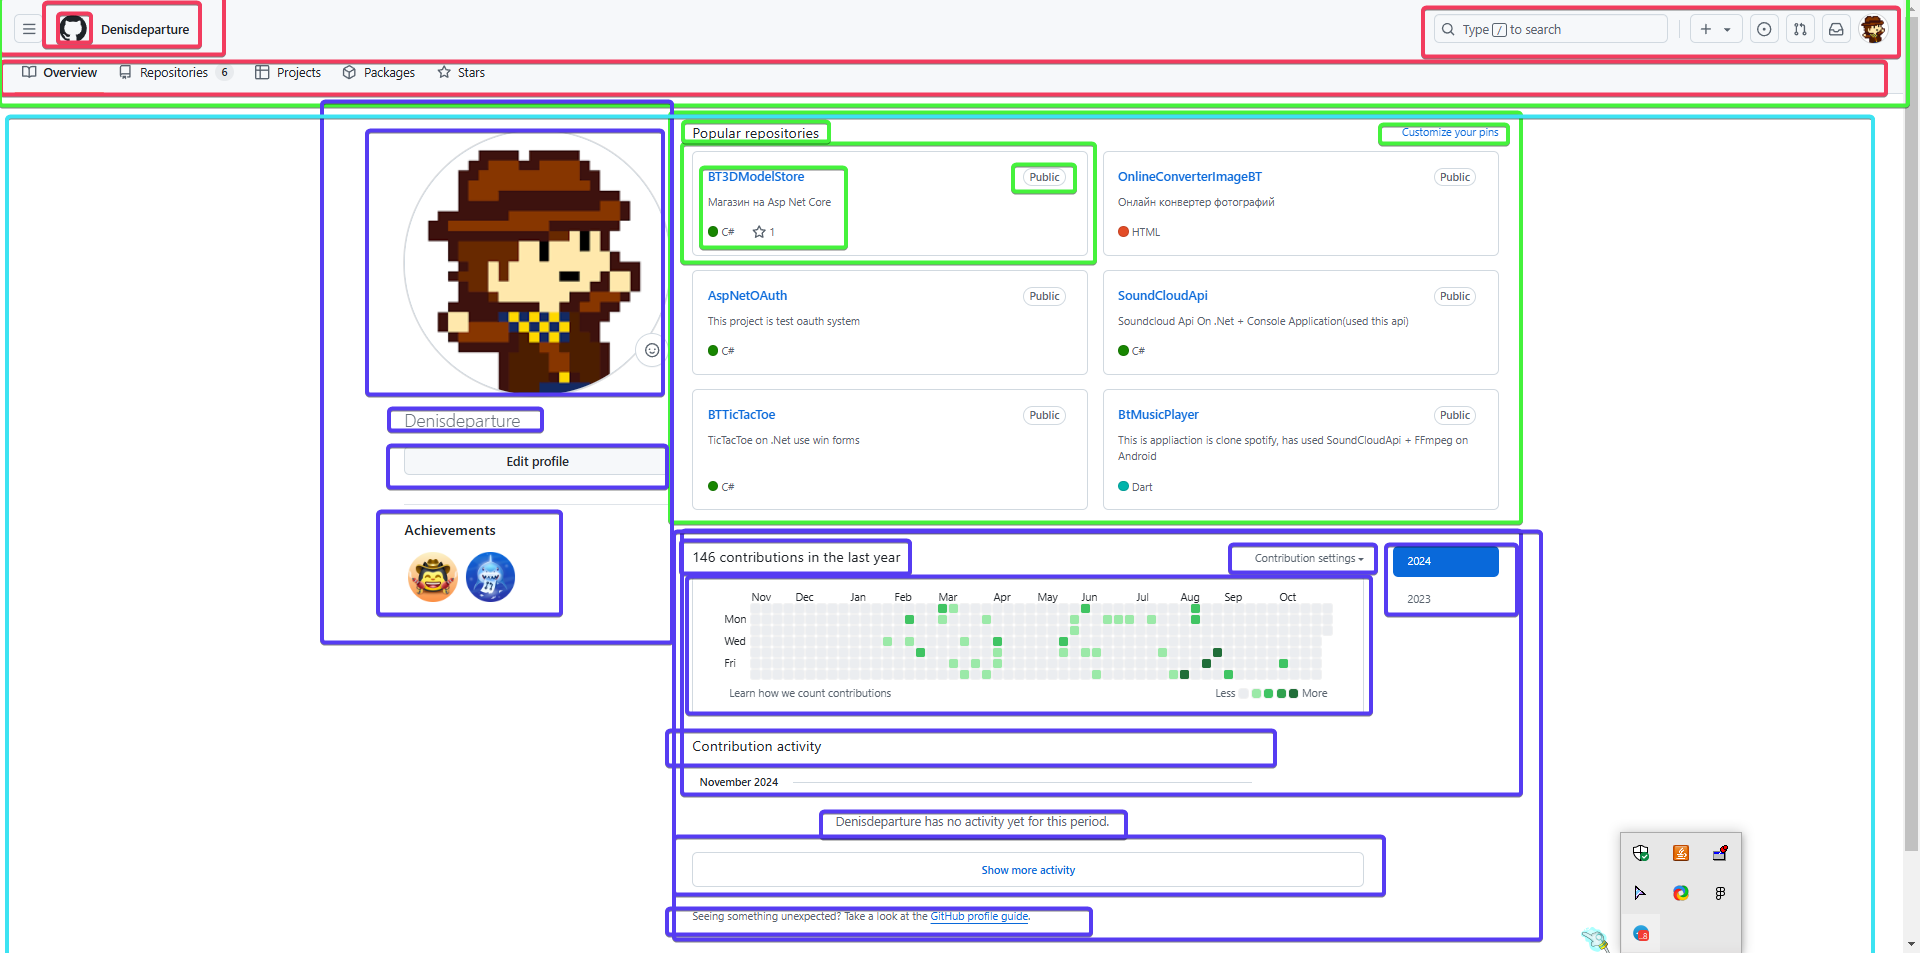 Denisdeparture
Type / to search
Overview Repositories 6 Projects Packages Stars
Denisdeparture
Edit profile
Achievements
Popular repositories
Customize your pins
BT3DModelStore Public
Магазин на Asp Net Core
C# 1
OnlineConverterImageBT Public
Онлайн конвертер фотографий
HTML
AspNetOAuth Public
This project is test oauth system
C#
SoundCloudApi Public
Soundcloud Api On .Net + Console Application(used this api)
C#
BTTicTacToe Public
TicTacToe on .Net use win forms
C#
BtMusicPlayer Public
This is appliaction is clone spotify, has used SoundCloudApi + FFmpeg on
Android
Dart
146 contributions in the last year
Contribution settings
2024
2023
Nov Dec Jan Feb Mar Apr May Jun Jul Aug Sep Oct
Mon
Wed
Fri
Learn how we count contributions
Less More
Contribution activity
November 2024
Denisdeparture has no activity yet for this period.
Show more activity
Seeing something unexpected? Take a look at the GitHub profile guide.